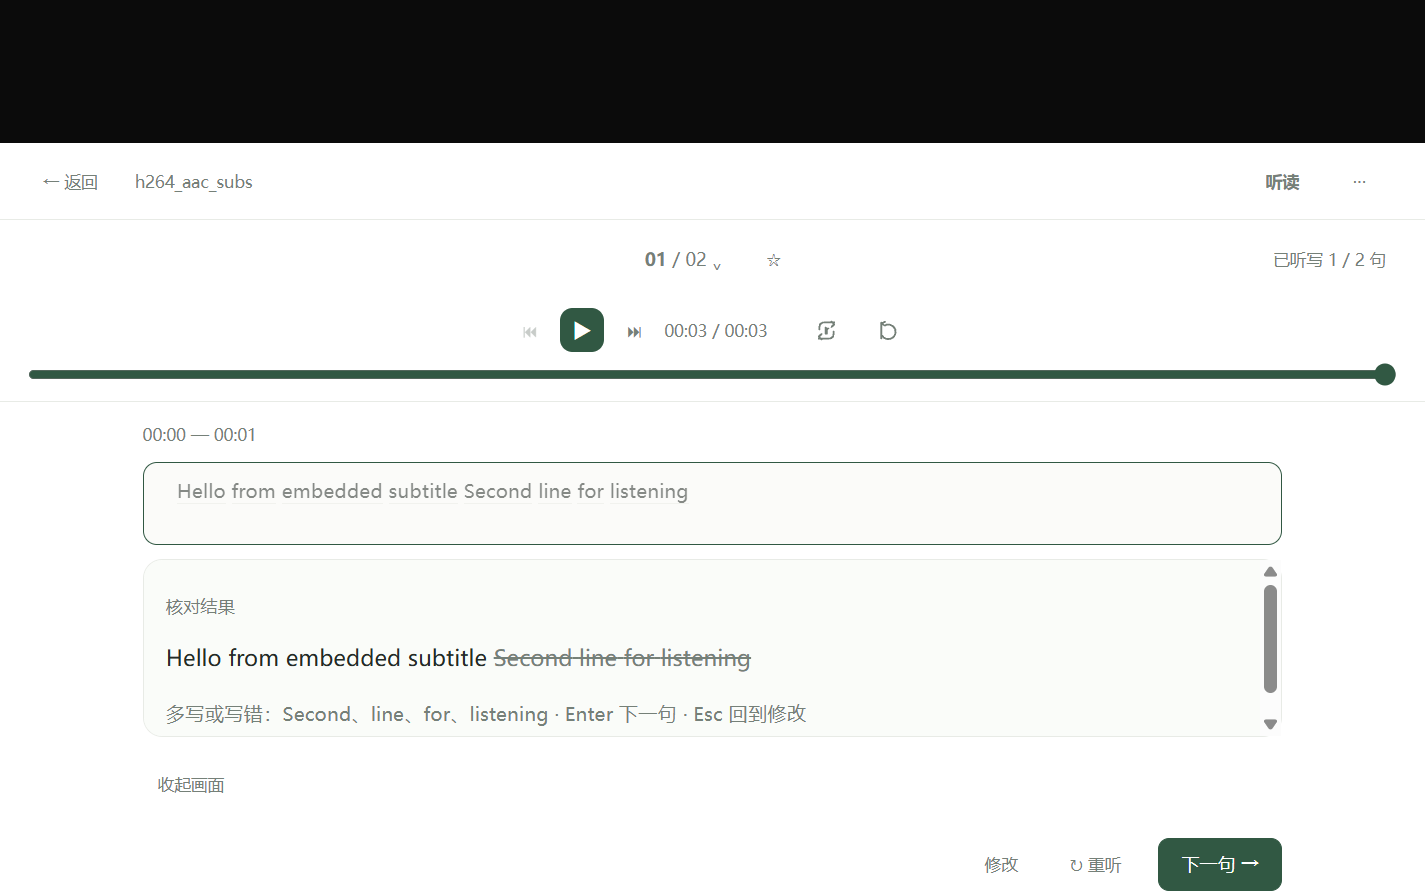 ← 返回 h264_aac_subs 听读 ···
01 / 02 ⌄ ☆ 已听写 1 / 2 句
00:03 / 00:03
00:00 — 00:01
Hello from embedded subtitle Second line for listening
核对结果
Hello from embedded subtitle Second line for listening
多写或写错：Second、line、for、listening · Enter 下一句 · Esc 回到修改
收起画面
修改 ↻ 重听 下一句 →